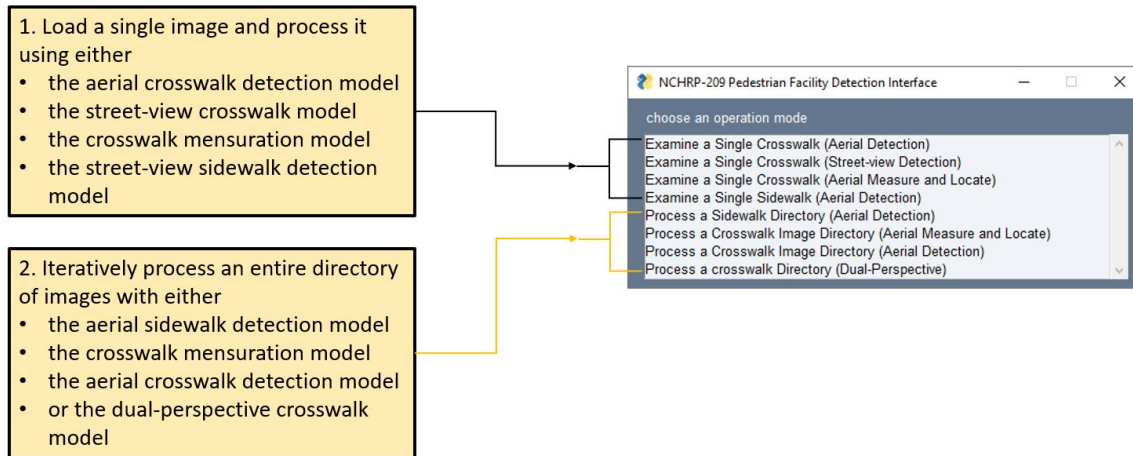 1. Load a single image and process it
using either
• the aerial crosswalk detection model
• the street-view crosswalk model
• the crosswalk mensuration model
• the street-view sidewalk detection
model
2. Iteratively process an entire directory
of images with either
• the aerial sidewalk detection model
• the crosswalk mensuration model
• the aerial crosswalk detection model
• or the dual-perspective crosswalk
model
NCHRP-209 Pedestrian Facility Detection Interface
choose an operation mode
Examine a Single Crosswalk (Aerial Detection)
Examine a Single Crosswalk (Street-view Detection)
Examine a Single Crosswalk (Aerial Measure and Locate)
Examine a Single Sidewalk (Aerial Detection)
Process a Sidewalk Directory (Aerial Detection)
Process a Crosswalk Image Directory (Aerial Measure and Locate)
Process a Crosswalk Image Directory (Aerial Detection)
Process a crosswalk Directory (Dual-Perspective)